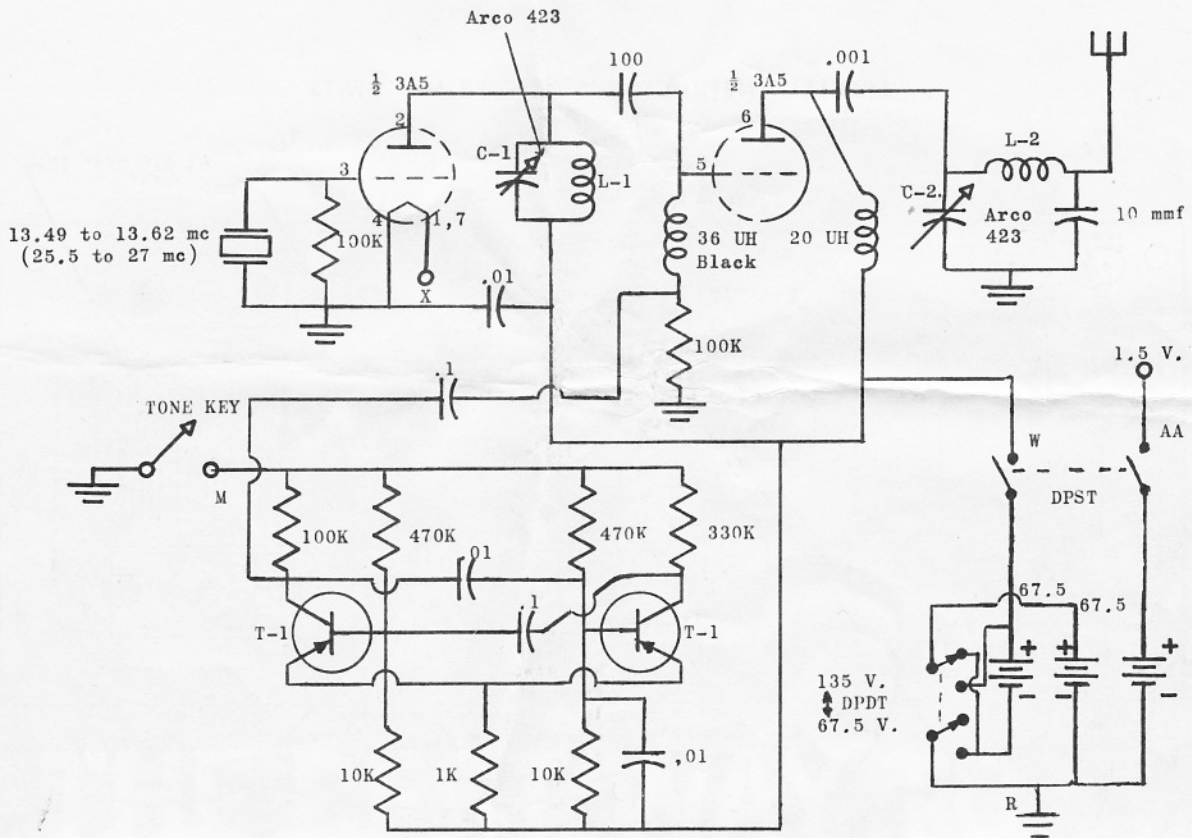 Arco 423
½ 3A5
100
½ 3A5
.001
2
6
C-1
L-1
L-2
3
5
C-2.
4
1,7
100K
13.49 to 13.62 mc
(25.5 to 27 mc)
36 UH
Black
20 UH
Arco
423
10 mmf
X
.01
100K
1.5 V.
.1
TONE KEY
W
AA
M
DPST
100K
470K
470K
330K
.01
.1
T-1
T-1
67.5
67.5
+
+
+
-
-
-
135 V.
DPDT
67.5 V.
10K
1K
10K
,01
R